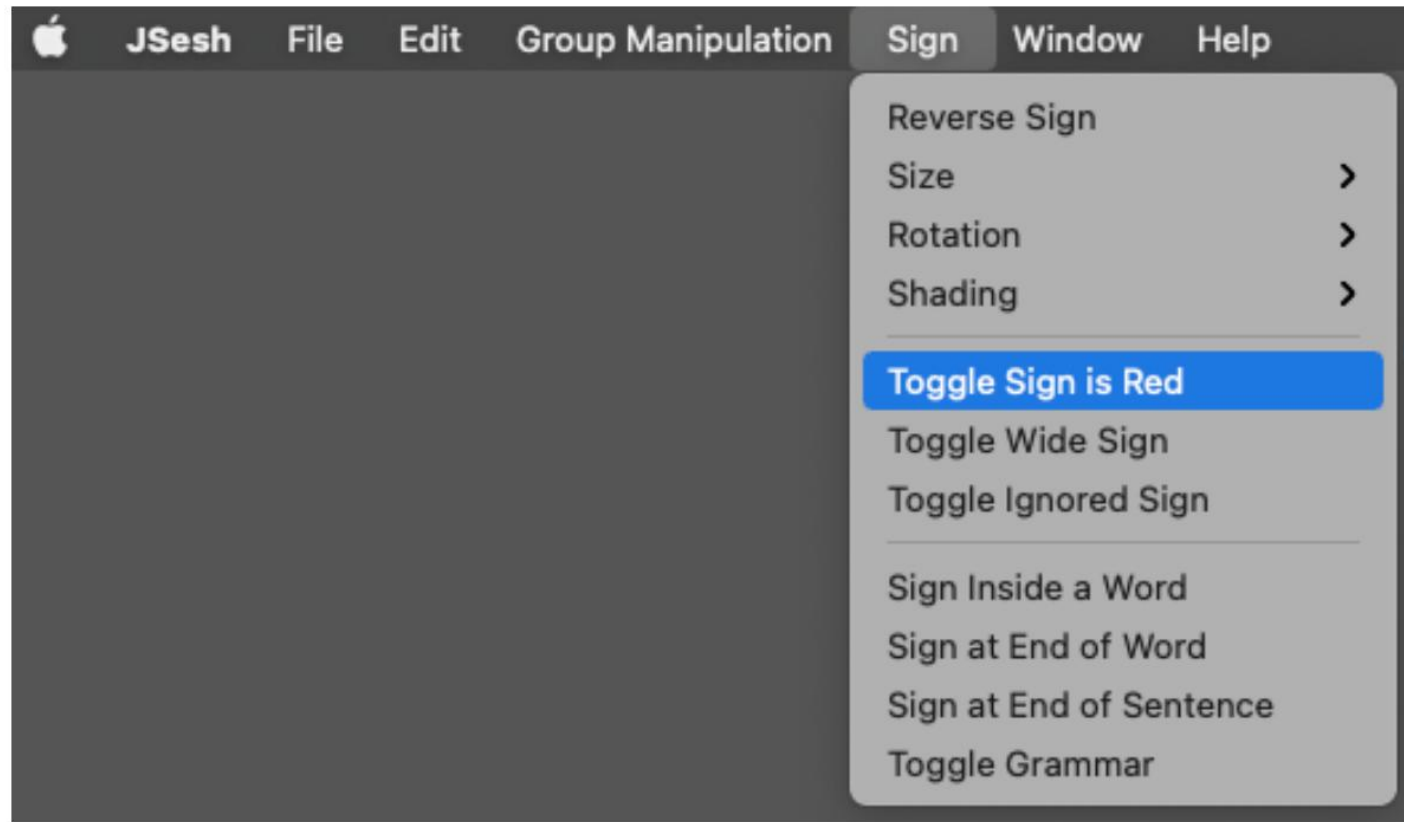 JSesh File Edit Group Manipulation Sign Window Help
Reverse Sign
Size
Rotation
Shading
Toggle Sign is Red
Toggle Wide Sign
Toggle Ignored Sign
Sign Inside a Word
Sign at End of Word
Sign at End of Sentence
Toggle Grammar